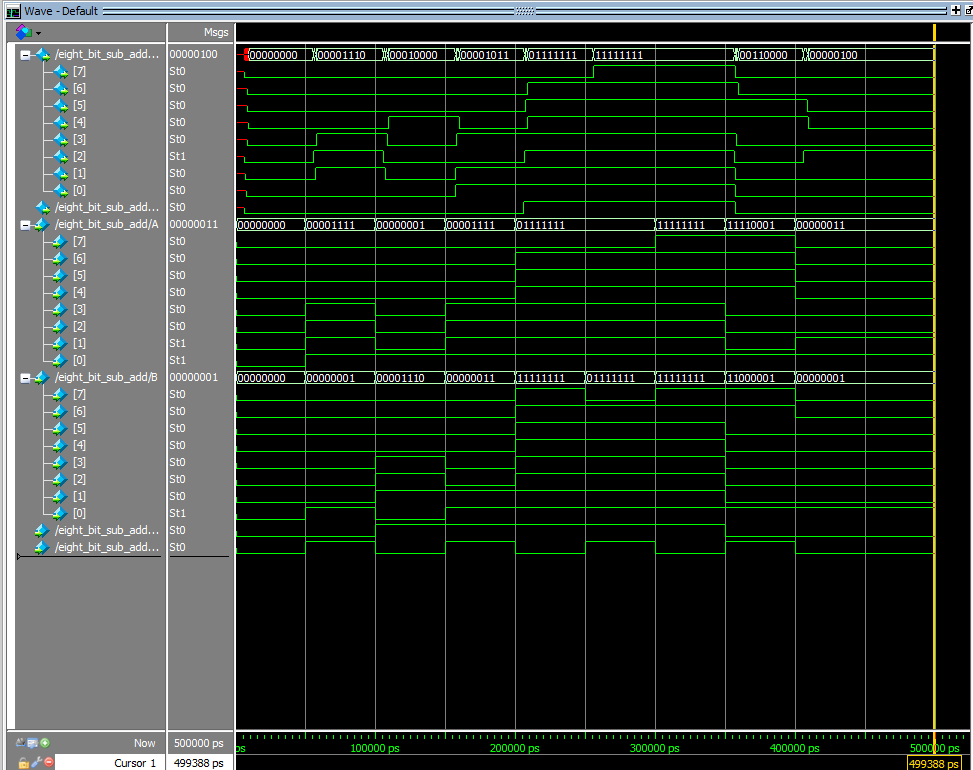 Wave - Default
Msgs
/eight_bit_sub_add... 00000100 00000000 00001110 00010000 00001011 01111111 11111111 00110000 00000100
[7] St0
[6] St0
[5] St0
[4] St0
[3] St0
[2] St1
[1] St0
[0] St0
/eight_bit_sub_add... St0
/eight_bit_sub_add/A 00000011 00000000 00001111 00000001 00001111 01111111 11111111 11110001 00000011
[7] St0
[6] St0
[5] St0
[4] St0
[3] St0
[2] St0
[1] St1
[0] St1
/eight_bit_sub_add/B 00000001 00000000 00000001 00001110 00000011 11111111 01111111 11111111 11000001 00000001
[7] St0
[6] St0
[5] St0
[4] St0
[3] St0
[2] St0
[1] St0
[0] St1
/eight_bit_sub_add... St0
/eight_bit_sub_add... St0
Now 500000 ps ps 100000 ps 200000 ps 300000 ps 400000 ps 500000 ps
Cursor 1 499388 ps 499388 ps